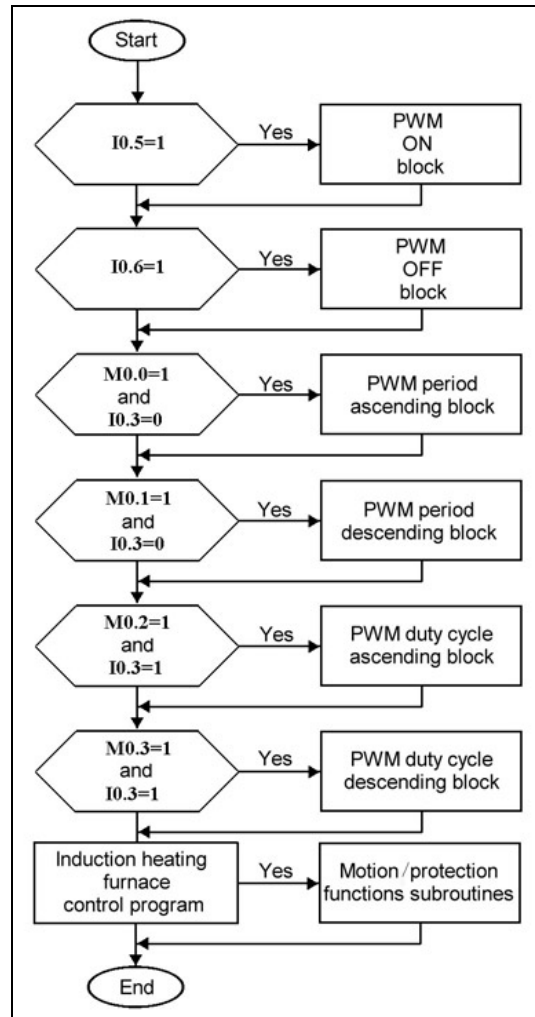 Start
I0.5=1
Yes
PWM
ON
block
I0.6=1
Yes
PWM
OFF
block
M0.0=1
and
I0.3=0
Yes
PWM period
ascending block
M0.1=1
and
I0.3=0
Yes
PWM period
descending block
M0.2=1
and
I0.3=1
Yes
PWM duty cycle
ascending block
M0.3=1
and
I0.3=1
Yes
PWM duty cycle
descending block
Induction heating
furnace
control program
Yes
Motion/protection
functions subroutines
End